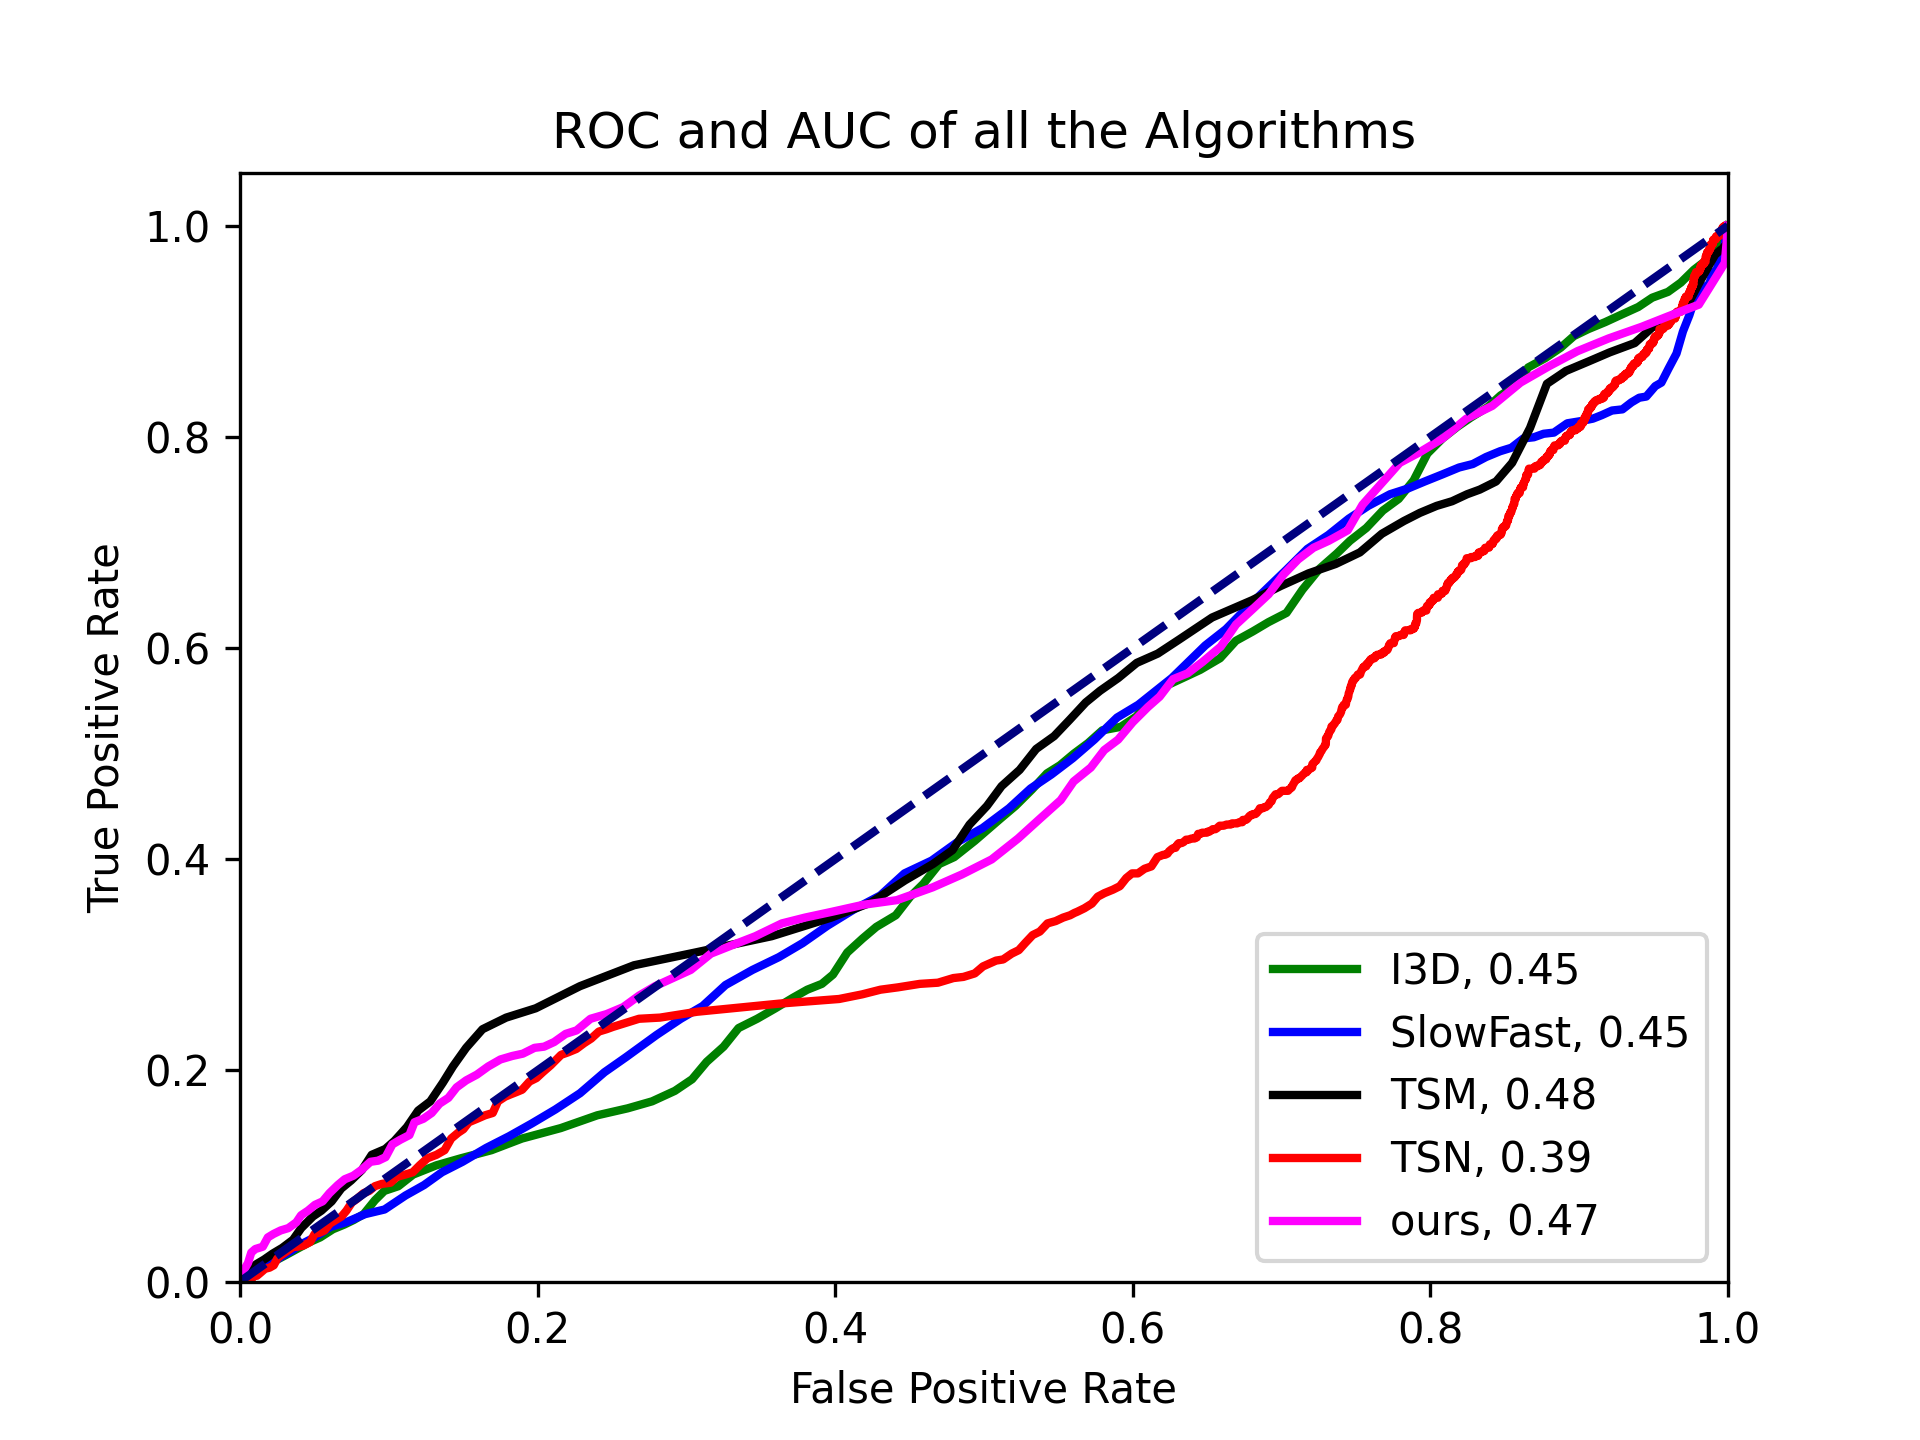 ROC and AUC of all the Algorithms
True Positive Rate
1.0
0.8
0.6
0.4
0.2
0.0
0.0 0.2 0.4 0.6 0.8 1.0
False Positive Rate
I3D, 0.45
SlowFast, 0.45
TSM, 0.48
TSN, 0.39
ours, 0.47